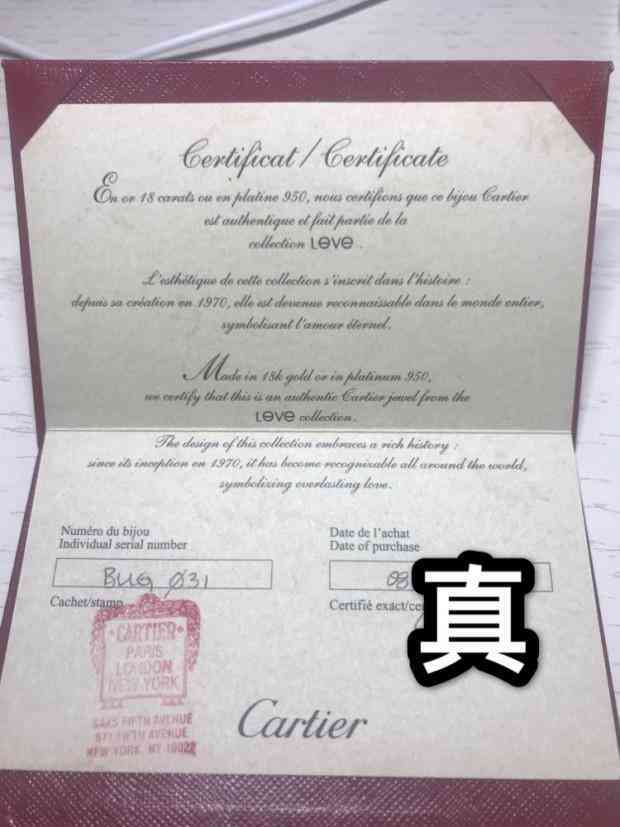 Certificat / Certificate
En or 18 carats ou en platine 950, nous certifions que ce bijou Cartier
est authentique et fait partie de la
collection LOVE .
L'esthétique de cette collection s'inscrit dans l'histoire :
depuis sa création en 1970, elle est devenue reconnaissable dans le monde entier,
symbolisant l'amour éternel.
Made in 18k gold or in platinum 950,
we certify that this is an authentic Cartier jewel from the
LOVE collection.
The design of this collection embraces a rich history :
since its inception en 1970, it has become recognizable all around the world,
symbolizing everlasting love.
Numéro du bijou
Individual serial number
BUG Ø31
Cachet/stamp
CARTIER
PARIS
LONDON
NEW YORK
SAKS FIFTH AVENUE
611 FIFTH AVENUE
NEW YORK, NY 10022
Date de l'achat
Date of purchase
08
Certifié exact/
真
Cartier